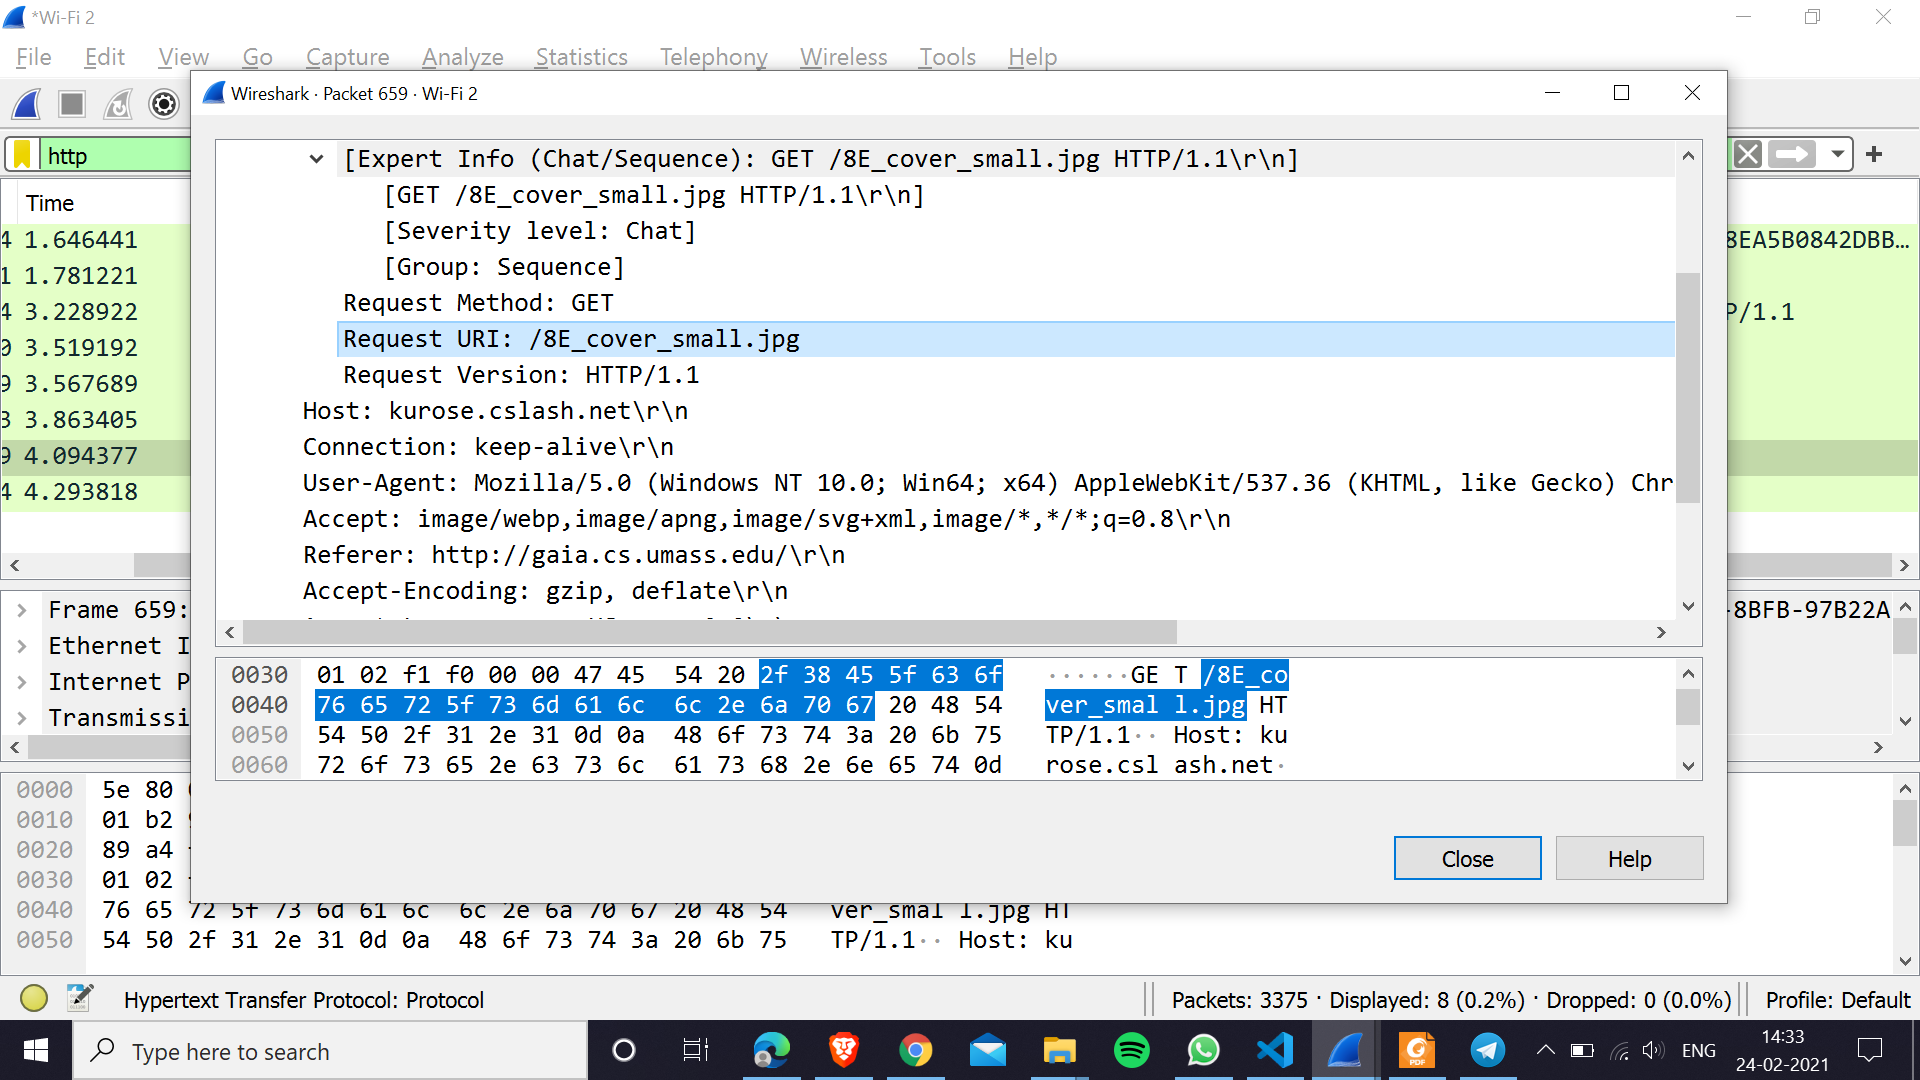 *Wi-Fi 2
File Edit View Go Capture Analyze Statistics Telephony Wireless Tools Help
Wireshark · Packet 659 · Wi-Fi 2
http
Time
4 1.646441
1 1.781221
4 3.228922
0 3.519192
9 3.567689
3 3.863405
9 4.094377
4 4.293818
8EA5B0842DBB…
P/1.1
[Expert Info (Chat/Sequence): GET /8E_cover_small.jpg HTTP/1.1\r\n]
[GET /8E_cover_small.jpg HTTP/1.1\r\n]
[Severity level: Chat]
[Group: Sequence]
Request Method: GET
Request URI: /8E_cover_small.jpg
Request Version: HTTP/1.1
Host: kurose.cslash.net\r\n
Connection: keep-alive\r\n
User-Agent: Mozilla/5.0 (Windows NT 10.0; Win64; x64) AppleWebKit/537.36 (KHTML, like Gecko) Chr
Accept: image/webp,image/apng,image/svg+xml,image/*,*/*;q=0.8\r\n
Referer: http://gaia.cs.umass.edu/\r\n
Accept-Encoding: gzip, deflate\r\n
0030 01 02 f1 f0 00 00 47 45 54 20 2f 38 45 5f 63 6f ······GE T /8E_co
0040 76 65 72 5f 73 6d 61 6c 6c 2e 6a 70 67 20 48 54 ver_smal l.jpg HT
0050 54 50 2f 31 2e 31 0d 0a 48 6f 73 74 3a 20 6b 75 TP/1.1·· Host: ku
0060 72 6f 73 65 2e 63 73 6c 61 73 68 2e 6e 65 74 0d rose.csl ash.net·
Close Help
Frame 659:
-8BFB-97B22A
Ethernet I
Internet P
Transmissi
0000 5e 80
0010 01 b2
0020 89 a4
0030 01 02
0040 76 65 72 5f 73 6d 61 6c 6c 2e 6a 70 67 20 48 54 ver_smal l.jpg HT
0050 54 50 2f 31 2e 31 0d 0a 48 6f 73 74 3a 20 6b 75 TP/1.1·· Host: ku
Hypertext Transfer Protocol: Protocol
Packets: 3375 · Displayed: 8 (0.2%) · Dropped: 0 (0.0%)
Profile: Default
Type here to search
PDF
ENG
14:33
24-02-2021